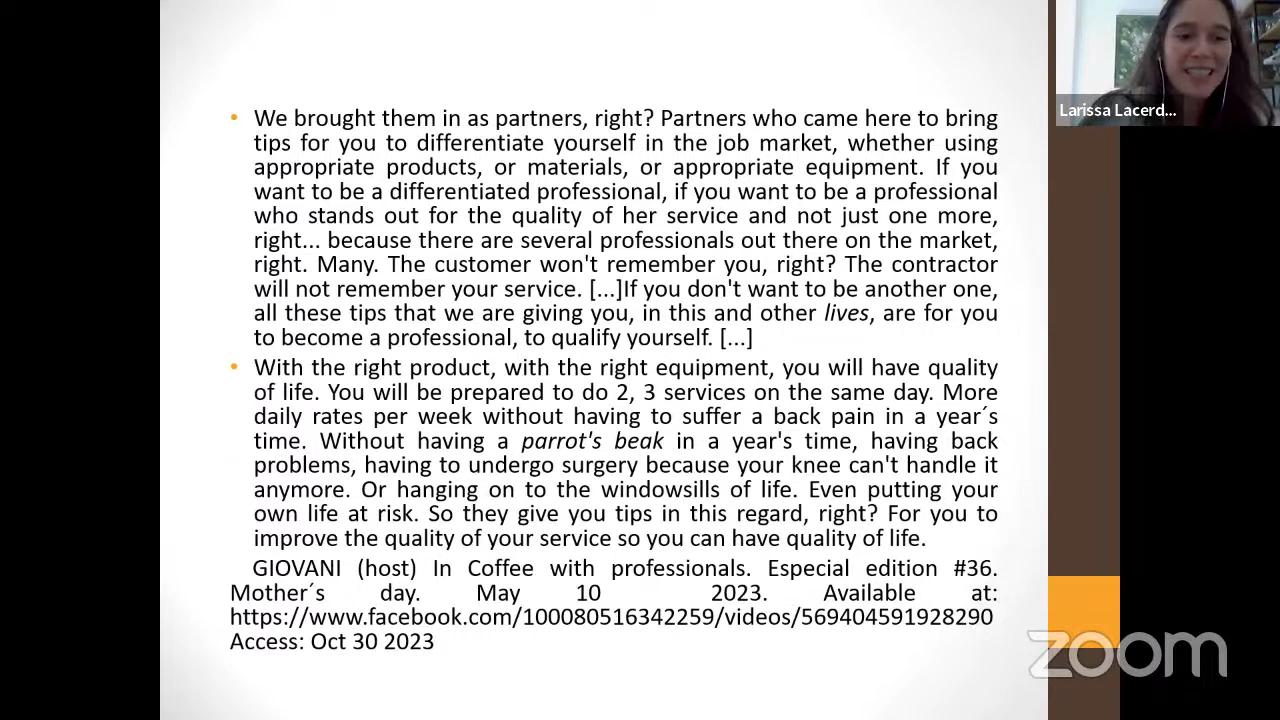 We brought them in as partners, right? Partners who came here to bring
tips for you to differentiate yourself in the job market, whether using
appropriate products, or materials, or appropriate equipment. If you
want to be a differentiated professional, if you want to be a professional
who stands out for the quality of her service and not just one more,
right... because there are several professionals out there on the market,
right. Many. The customer won't remember you, right? The contractor
will not remember your service. [...]If you don't want to be another one,
all these tips that we are giving you, in this and other lives, are for you
to become a professional, to qualify yourself. [...]
With the right product, with the right equipment, you will have quality
of life. You will be prepared to do 2, 3 services on the same day. More
daily rates per week without having to suffer a back pain in a year´s
time. Without having a parrot's beak in a year's time, having back
problems, having to undergo surgery because your knee can't handle it
anymore. Or hanging on to the windowsills of life. Even putting your
own life at risk. So they give you tips in this regard, right? For you to
improve the quality of your service so you can have quality of life.
GIOVANI (host) In Coffee with professionals. Especial edition #36.
Mother´s day. May 10 2023. Available at:
https://www.facebook.com/100080516342259/videos/569404591928290
Access: Oct 30 2023
Larissa Lacerd...
zoom